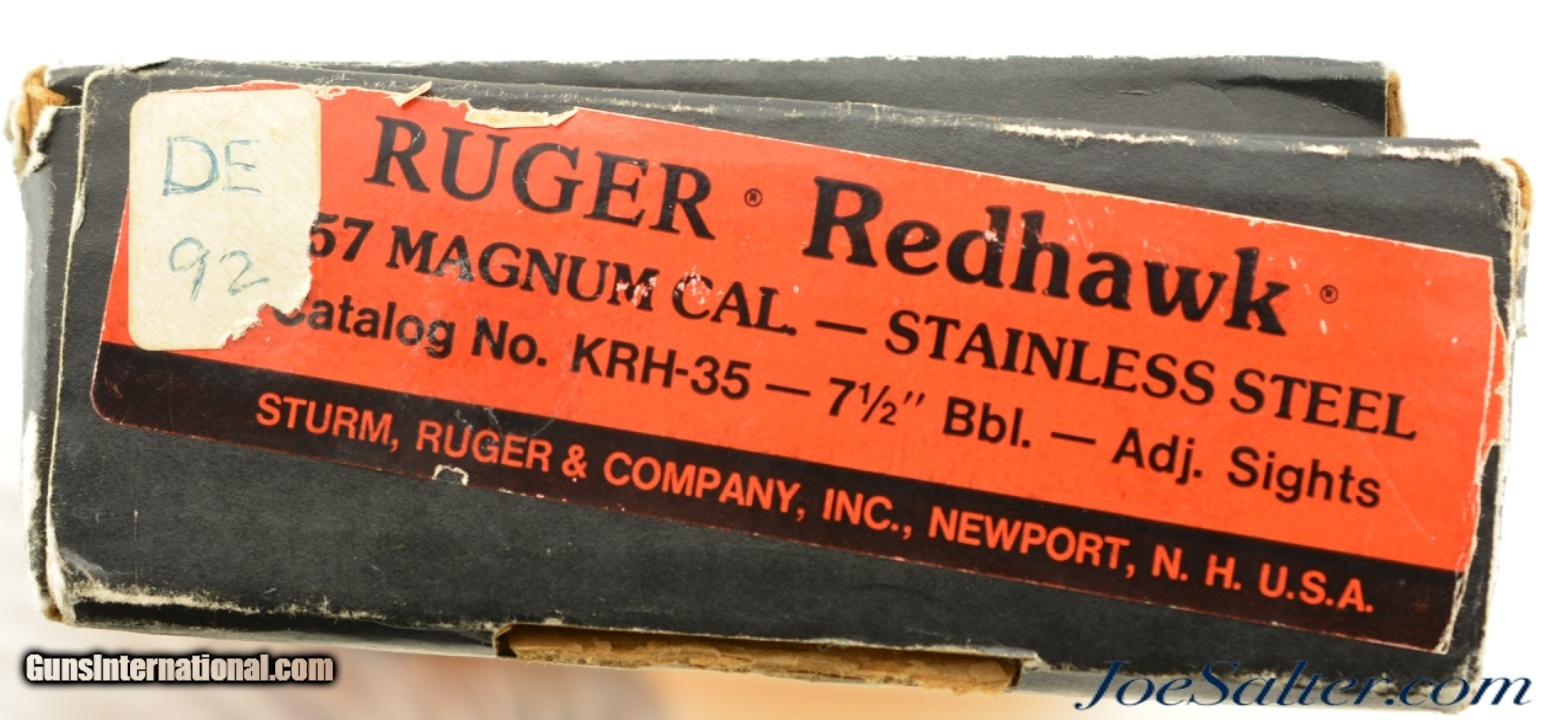 DE
92
RUGER ® Redhawk ®
57 MAGNUM CAL. — STAINLESS STEEL
Catalog No. KRH-35 — 7½" Bbl. — Adj. Sights
STURM, RUGER & COMPANY, INC., NEWPORT, N. H. U.S.A.
GunsInternational.com
JoeSalter.com